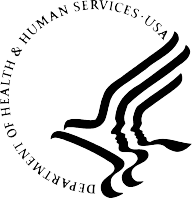 DEPARTMENT OF HEALTH & HUMAN SERVICES · USA